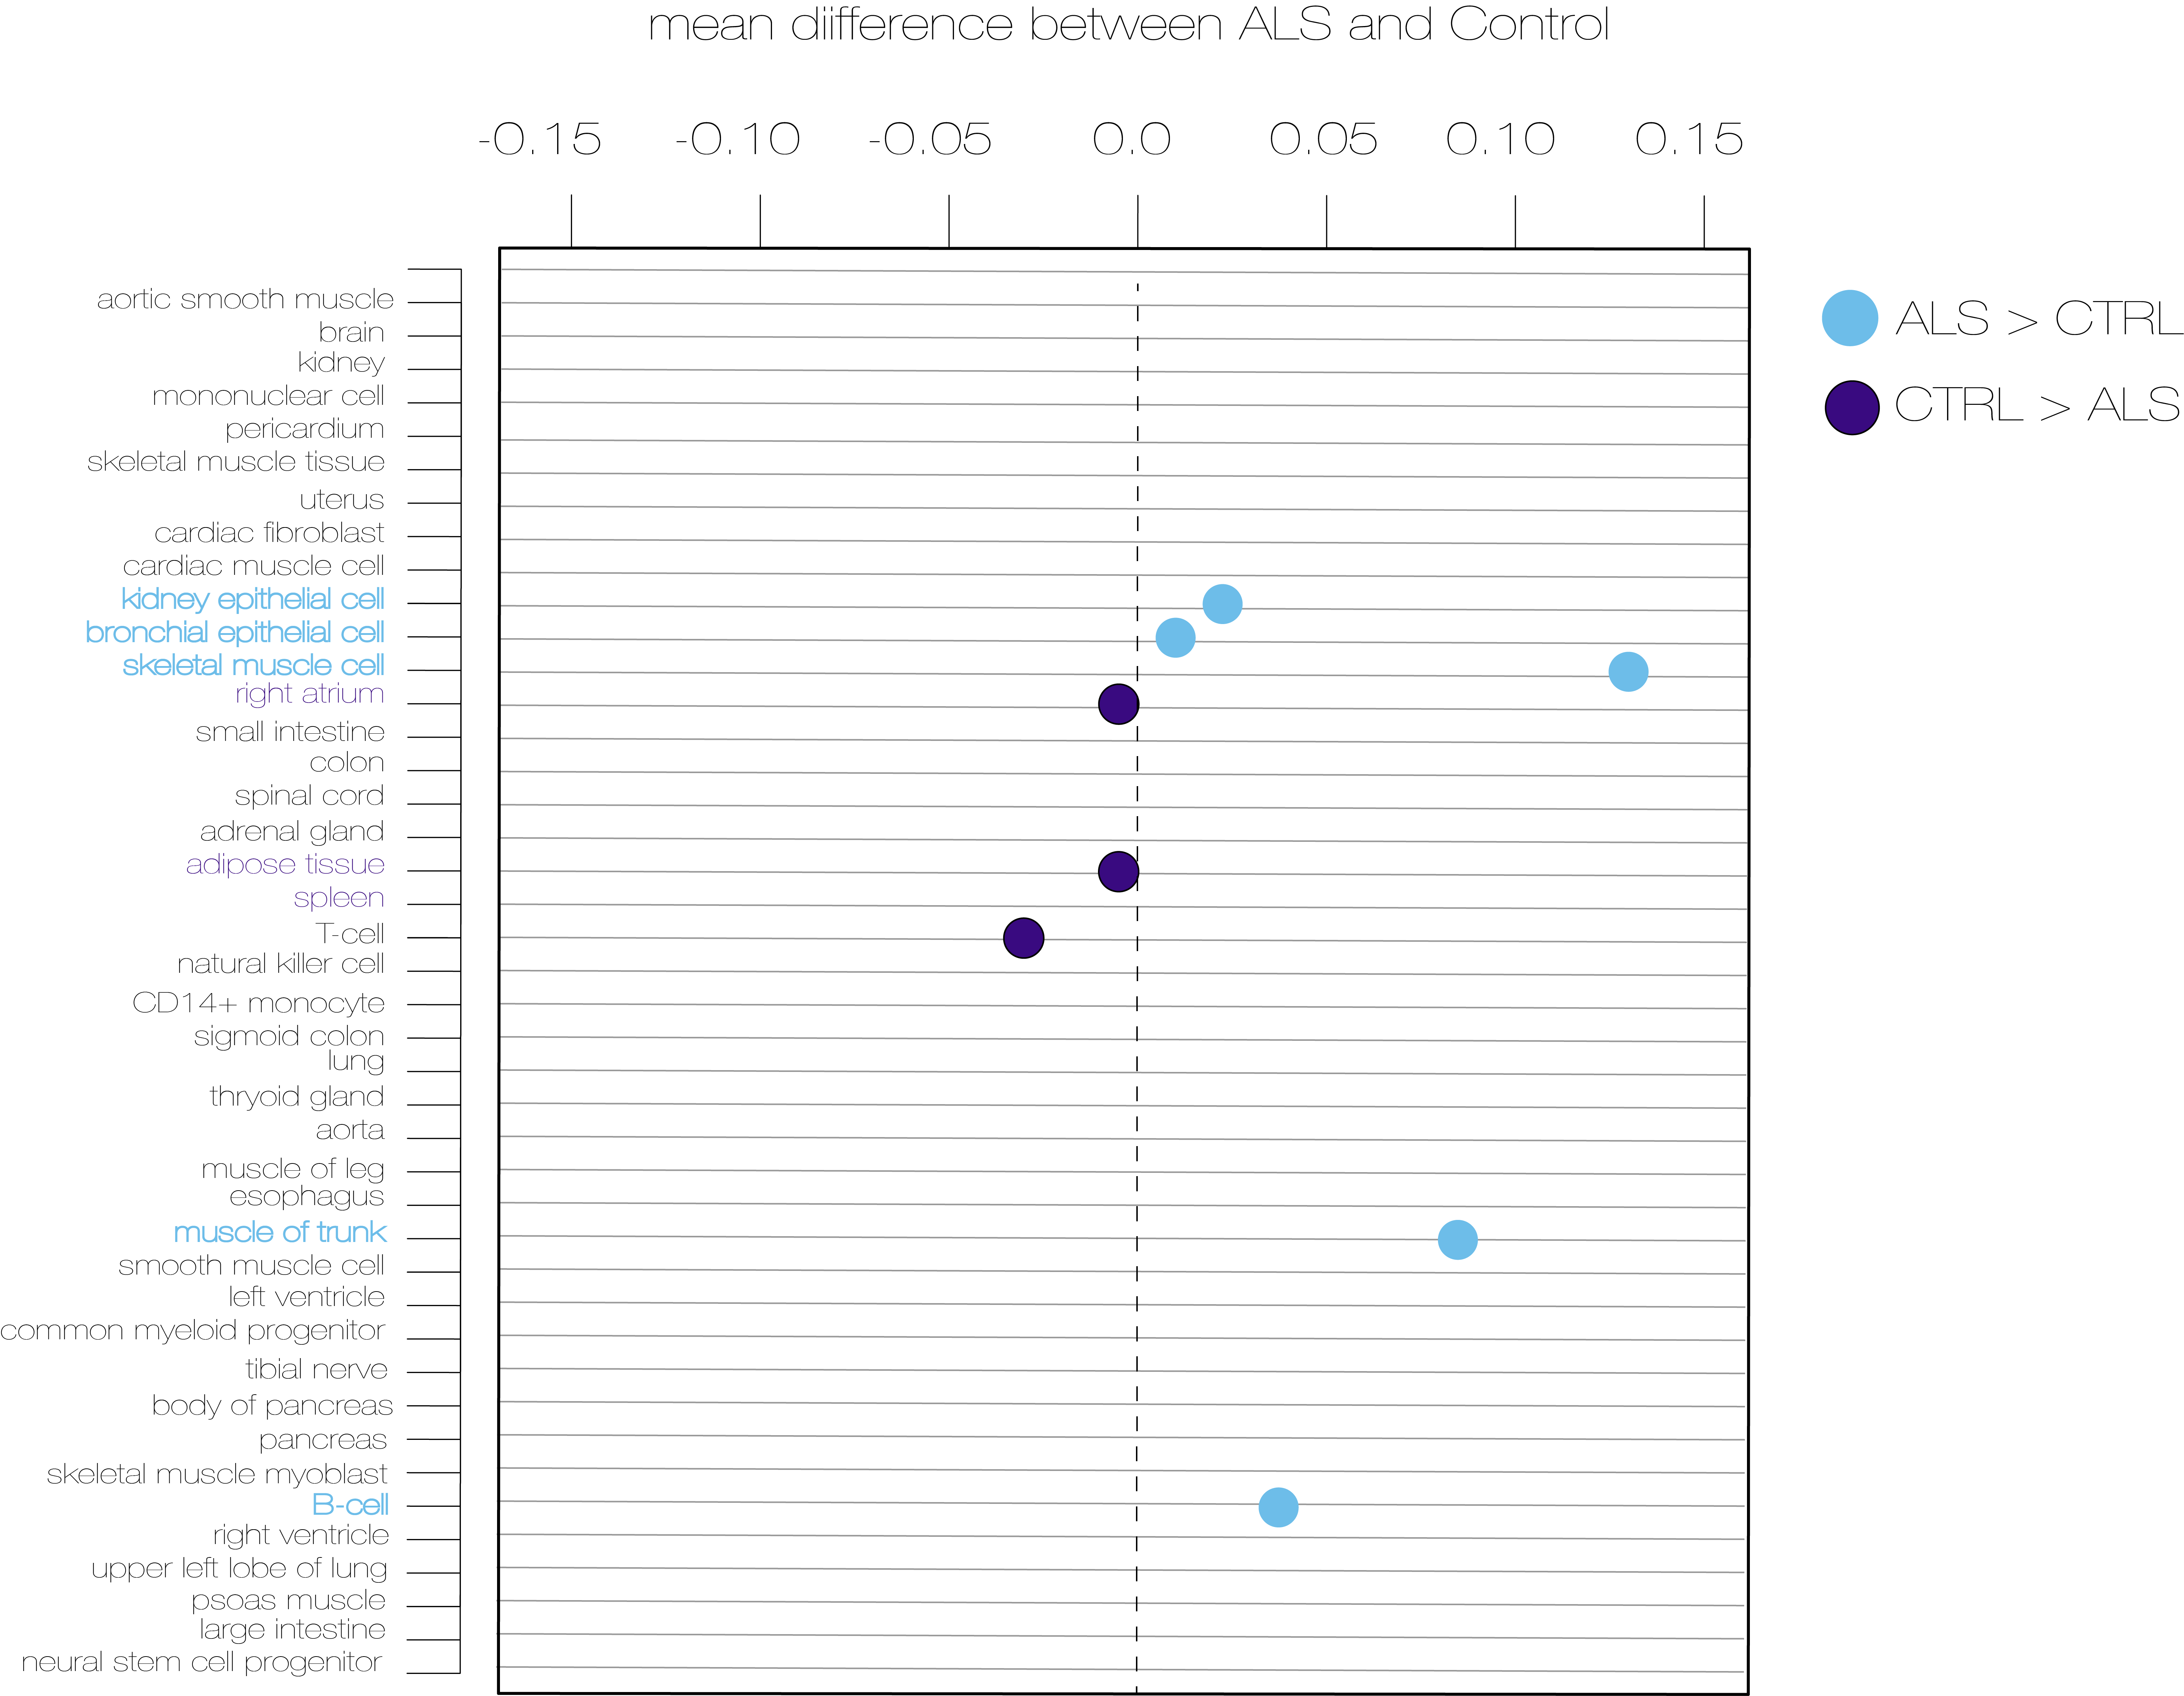 mean diifference between ALS and Control
-0.15 -0.10 -0.05 0.0 0.05 0.10 0.15
ALS > CTRL
CTRL > ALS
aortic smooth muscle
brain
kidney
mononuclear cell
pericardium
skeletal muscle tissue
uterus
cardiac fibroblast
cardiac muscle cell
kidney epithelial cell
bronchial epithelial cell
skeletal muscle cell
right atrium
small intestine
colon
spinal cord
adrenal gland
adipose tissue
spleen
T-cell
natural killer cell
CD14+ monocyte
sigmoid colon
lung
thryoid gland
aorta
muscle of leg
esophagus
muscle of trunk
smooth muscle cell
left ventricle
common myeloid progenitor
tibial nerve
body of pancreas
pancreas
skeletal muscle myoblast
B-cell
right ventricle
upper left lobe of lung
psoas muscle
large intestine
neural stem cell progenitor